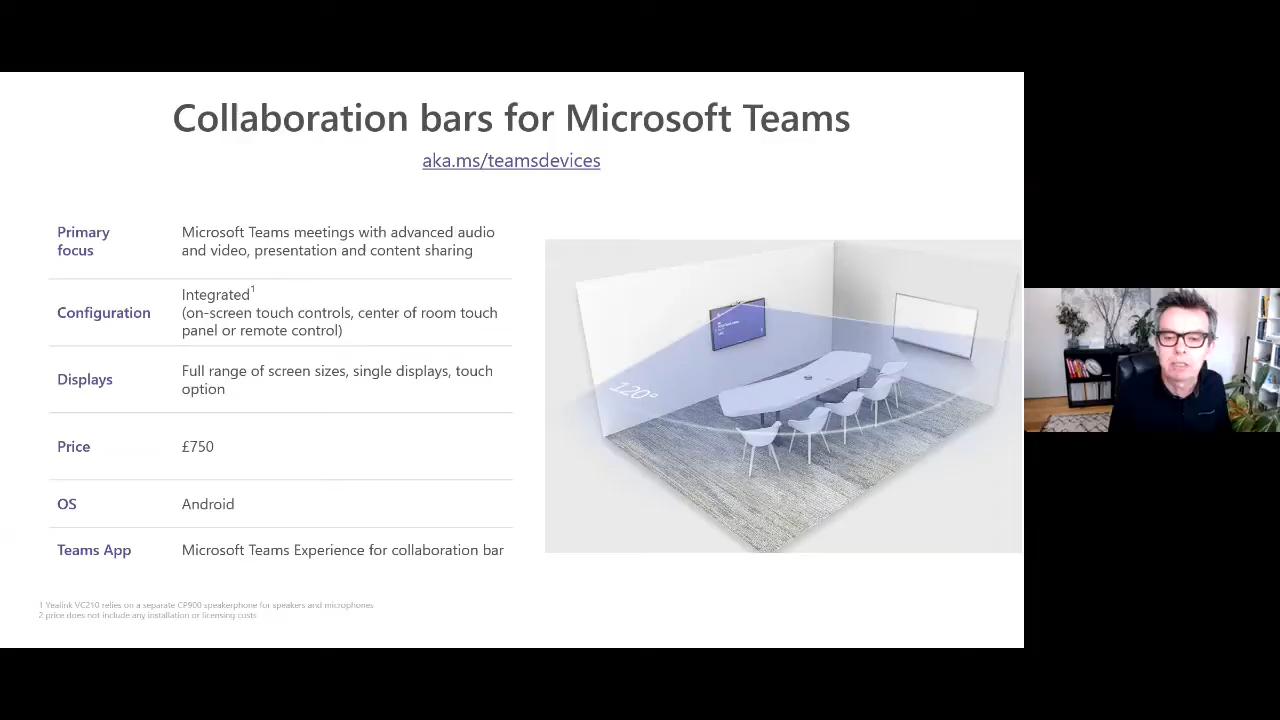 Collaboration bars for Microsoft Teams
aka.ms/teamsdevices
Primary
focus
Microsoft Teams meetings with advanced audio
and video, presentation and content sharing
Configuration
Integrated1
(on-screen touch controls, center of room touch
panel or remote control)
Displays
Full range of screen sizes, single displays, touch
option
Price
£750
OS
Android
Teams App
Microsoft Teams Experience for collaboration bar
120°
1 Yealink VC210 relies on a separate CP900 speakerphone for speakers and microphones
2 price does not include any installation or licensing costs